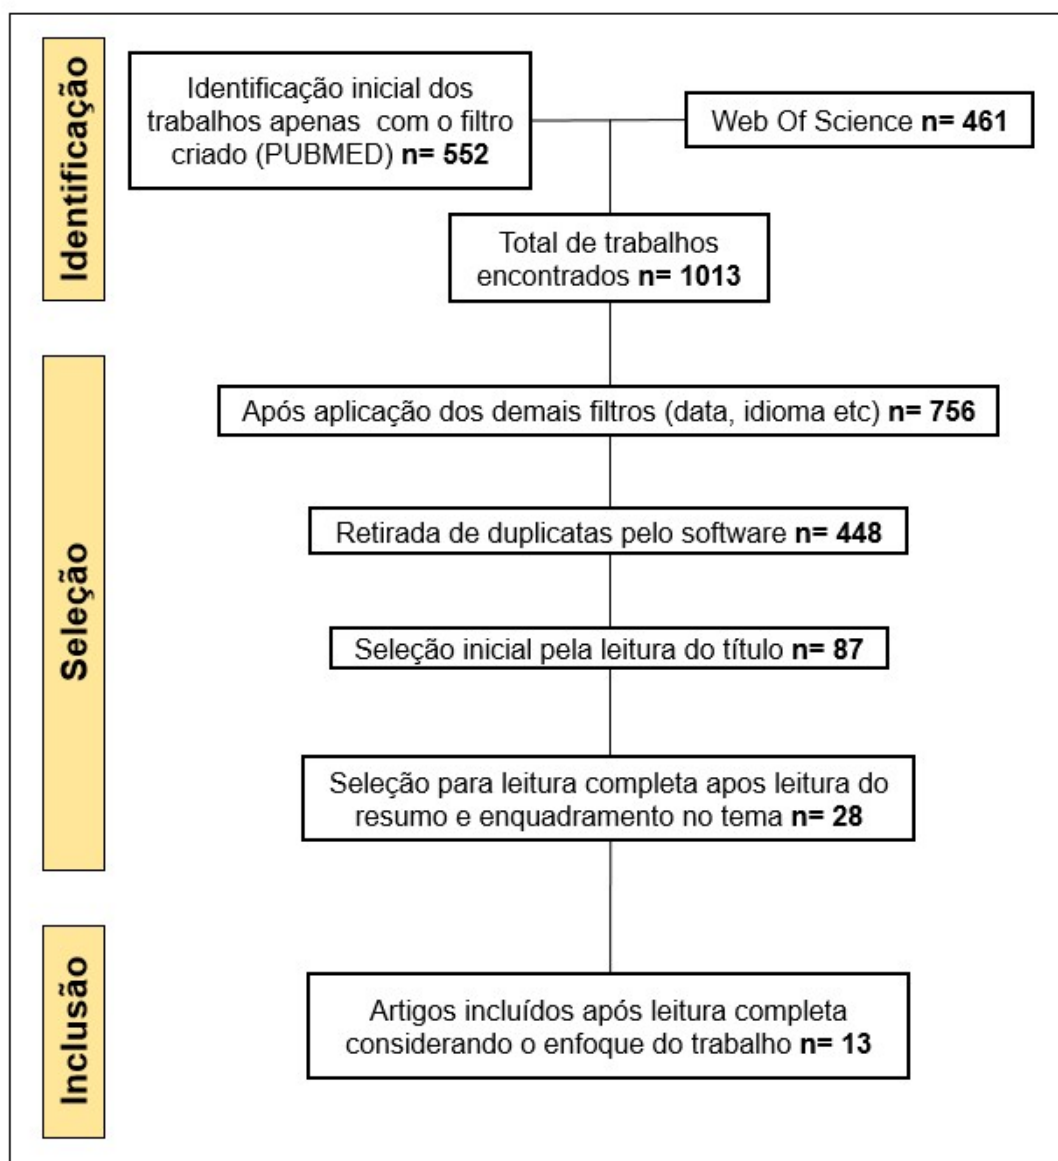 Identificação
Identificação inicial dos
trabalhos apenas com o filtro
criado (PUBMED) n= 552
Web Of Science n= 461
Total de trabalhos
encontrados n= 1013
Seleção
Após aplicação dos demais filtros (data, idioma etc) n= 756
Retirada de duplicatas pelo software n= 448
Seleção inicial pela leitura do título n= 87
Seleção para leitura completa apos leitura do
resumo e enquadramento no tema n= 28
Inclusão
Artigos incluídos após leitura completa
considerando o enfoque do trabalho n= 13